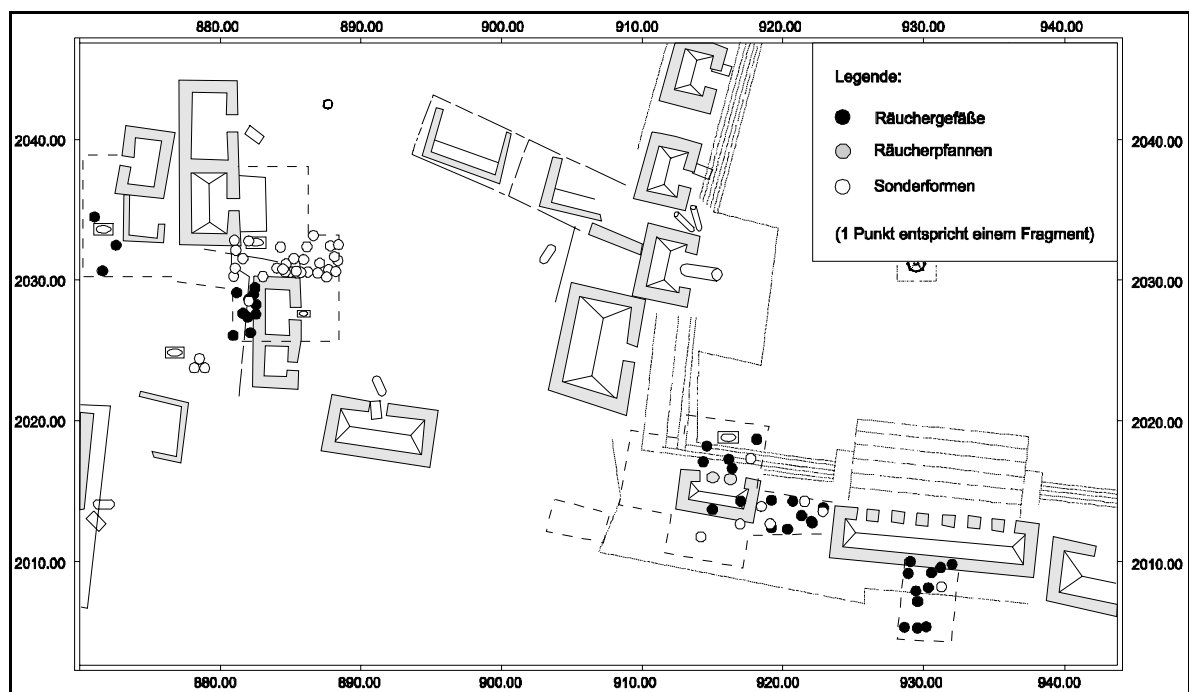 880.00 890.00 900.00 910.00 920.00 930.00 940.00
Legende:
Räuchergefäße
2040.00 2040.00
Räucherpfannen
Sonderformen
(1 Punkt entspricht einem Fragment)
2030.00 2030.00
2020.00 2020.00
2010.00 2010.00
880.00 890.00 900.00 910.00 920.00 930.00 940.00